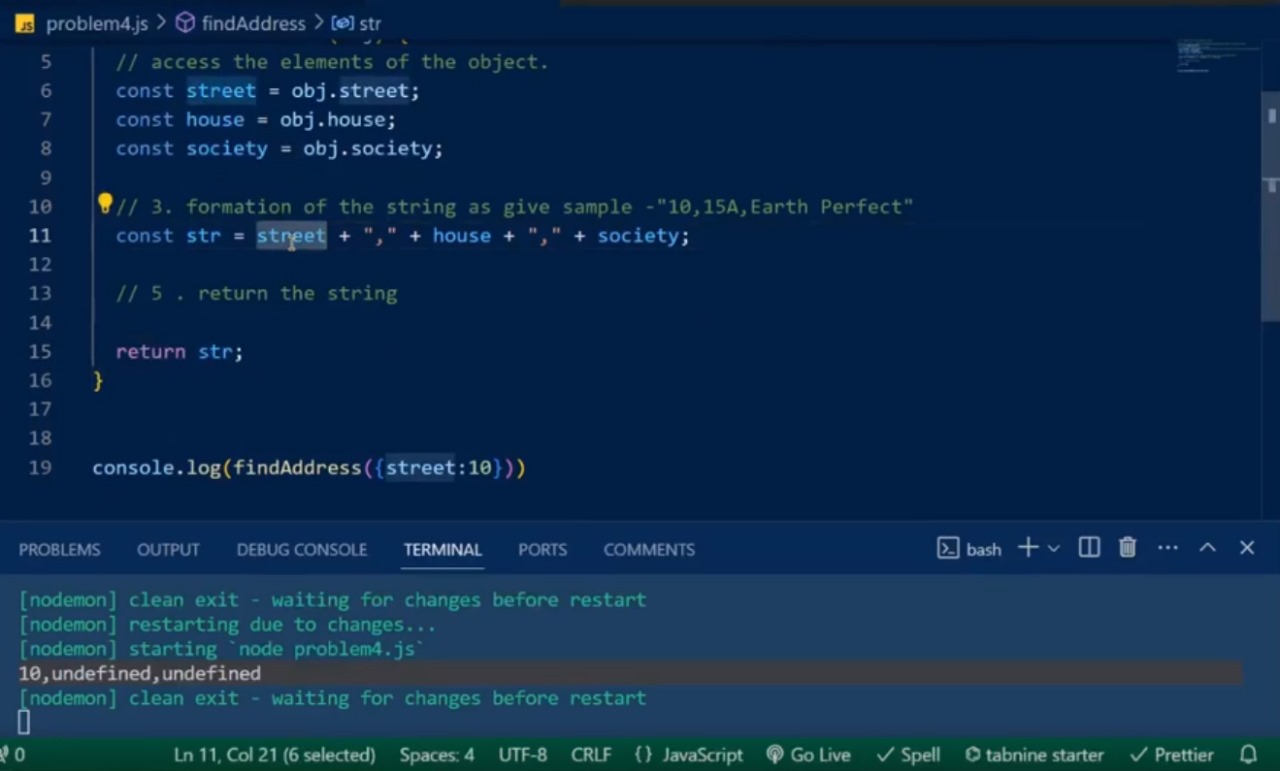 JS problem4.js > findAddress > str
5 // access the elements of the object.
6 const street = obj.street;
7 const house = obj.house;
8 const society = obj.society;
9
10 // 3. formation of the string as give sample -"10,15A,Earth Perfect"
11 const str = street + "," + house + "," + society;
12
13 // 5 . return the string
14
15 return str;
16 }
17
18
19 console.log(findAddress({street:10}))
PROBLEMS OUTPUT DEBUG CONSOLE TERMINAL PORTS COMMENTS bash
[nodemon] clean exit - waiting for changes before restart
[nodemon] restarting due to changes...
[nodemon] starting `node problem4.js`
10,undefined,undefined
[nodemon] clean exit - waiting for changes before restart
0 Ln 11, Col 21 (6 selected) Spaces: 4 UTF-8 CRLF {} JavaScript Go Live Spell tabnine starter Prettier